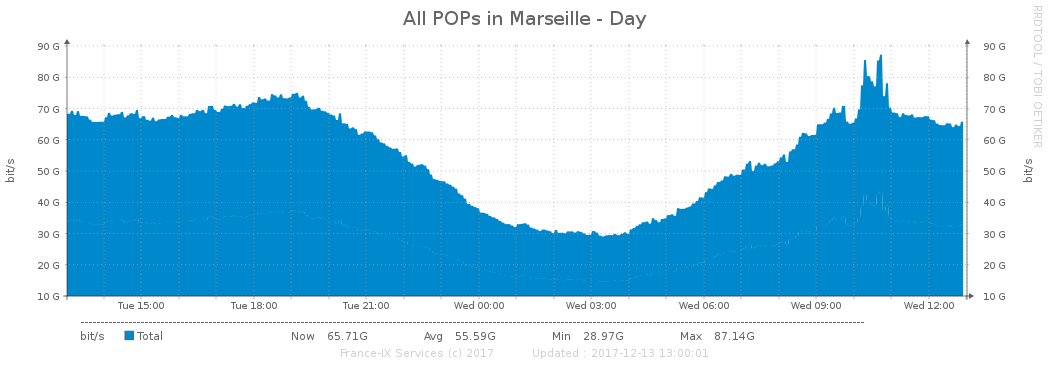 All POPs in Marseille - Day
RRDTOOL / TOBI OETIKER
90 G 90 G
80 G 80 G
70 G 70 G
60 G 60 G
50 G 50 G
40 G 40 G
30 G 30 G
20 G 20 G
10 G 10 G
bit/s bit/s
Tue 15:00 Tue 18:00 Tue 21:00 Wed 00:00 Wed 03:00 Wed 06:00 Wed 09:00 Wed 12:00
bit/s Total Now 65.71G Avg 55.59G Min 28.97G Max 87.14G
France-IX Services (c) 2017 Updated : 2017-12-13 13:00:01